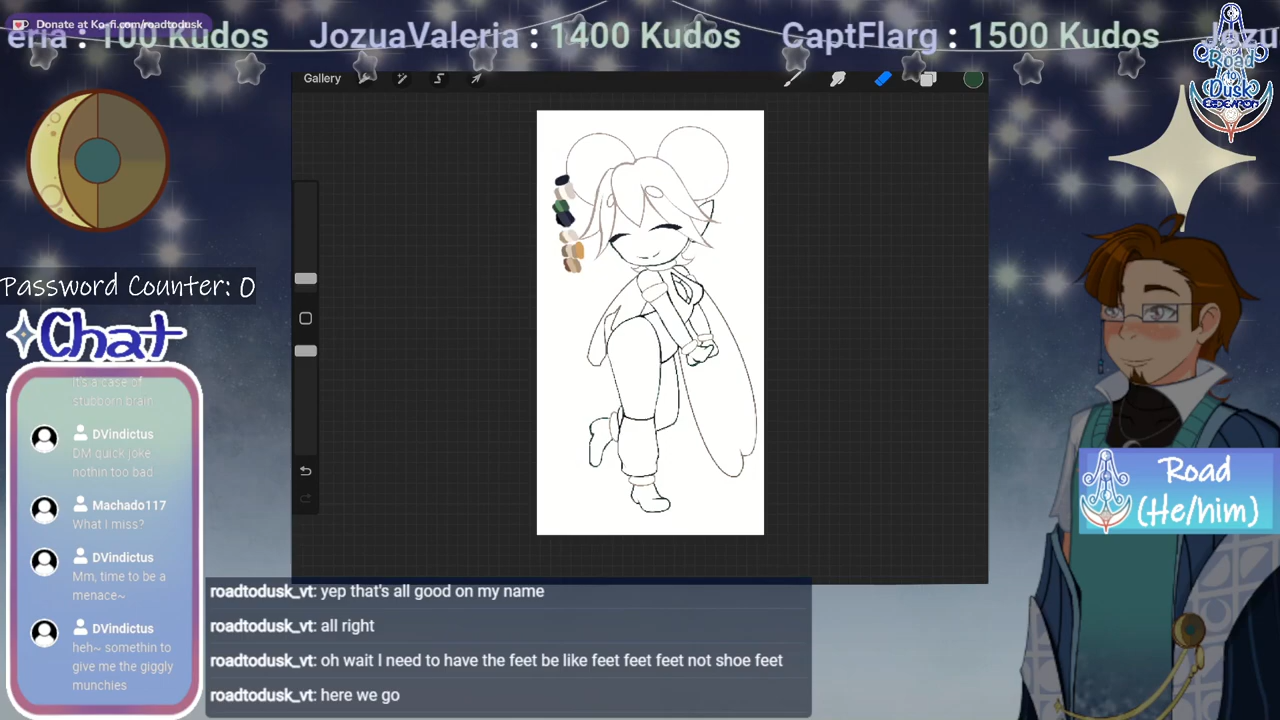 Donate at Ko-fi.com/roadtodusk
eria : 100 Kudos JozuaValeria : 1400 Kudos CaptFlarg : 1500 Kudos Jozu
Gallery
Road
to
Dusk
Password Counter: 0
Chat
It's a case of
stubborn brain
DVindictus
DM quick joke
nothin too bad
Machado117
What I miss?
DVindictus
Mm, time to be a
menace~
DVindictus
heh~ somethin to
give me the giggly
munchies
roadtodusk_vt: yep that's all good on my name
roadtodusk_vt: all right
roadtodusk_vt: oh wait I need to have the feet be like feet feet feet not shoe feet
roadtodusk_vt: here we go
Road
(He/him)